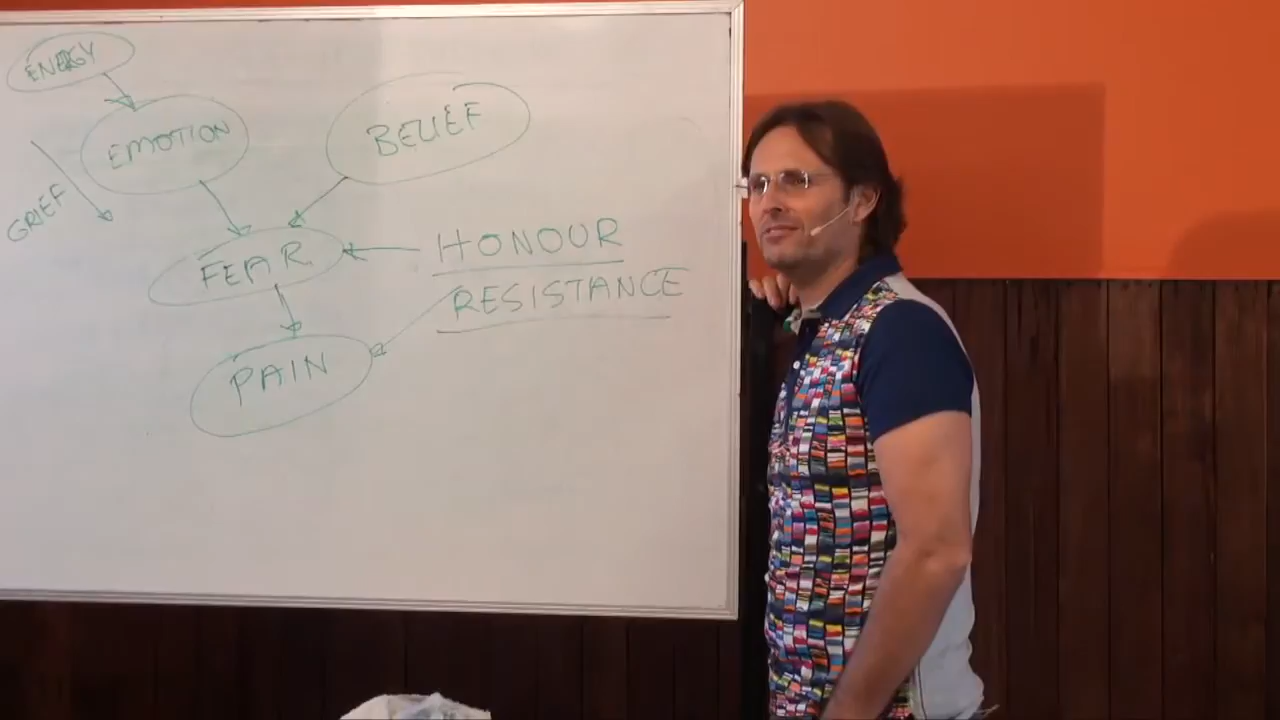 ENERGY
EMOTION
BELIEF
GRIEF
FEAR
HONOUR
RESISTANCE
PAIN